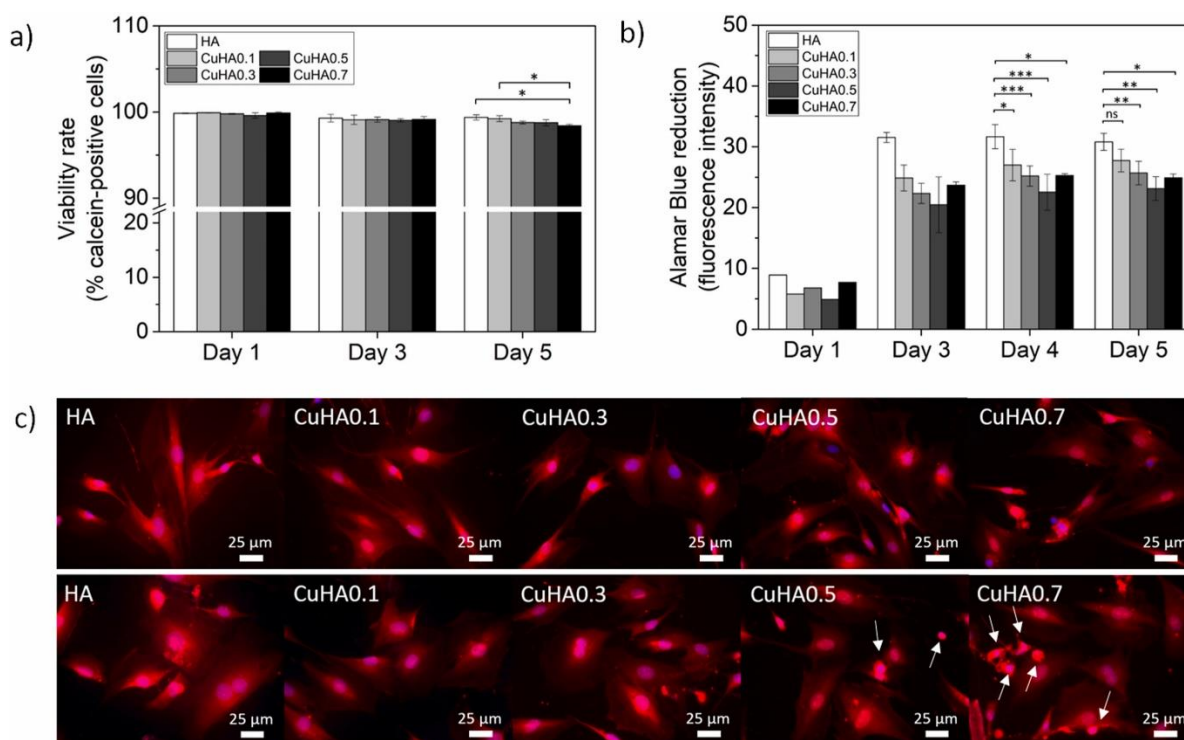 a)
110
100
90
20
10
0
Viability rate
(% calcein-positive cells)
HA
CuHA0.1 CuHA0.5
CuHA0.3 CuHA0.7
*
*
Day 1 Day 3 Day 5
b)
50
40
30
20
10
0
Alamar Blue reduction
(fluorescence intensity)
HA
CuHA0.1
CuHA0.3
CuHA0.5
CuHA0.7
*
***
***
*
*
**
**
ns
Day 1 Day 3 Day 4 Day 5
c)
HA CuHA0.1 CuHA0.3 CuHA0.5 CuHA0.7
25 µm 25 µm 25 µm 25 µm 25 µm
HA CuHA0.1 CuHA0.3 CuHA0.5 CuHA0.7
25 µm 25 µm 25 µm 25 µm 25 µm